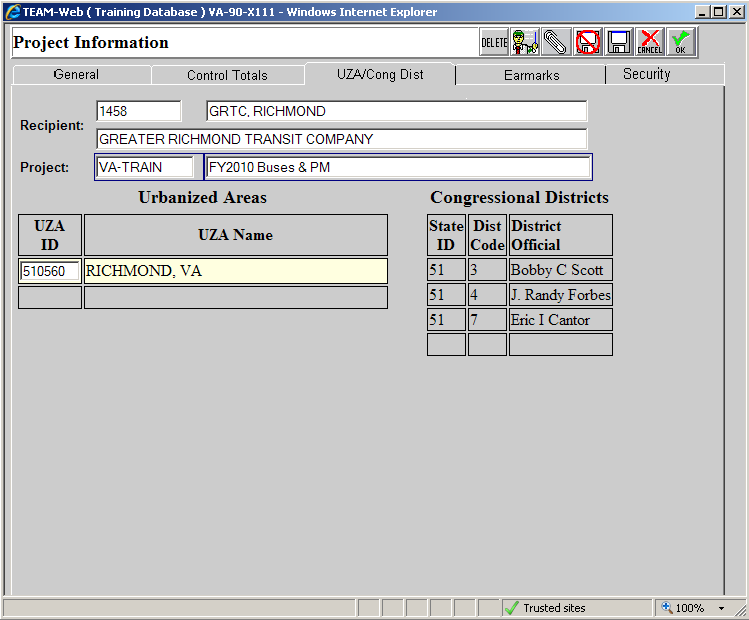 TEAM-Web ( Training Database ) VA-90-X111 - Windows Internet Explorer
Project Information
DELETE
CANCEL
OK
General Control Totals UZA/Cong Dist Earmarks Security
Recipient: 1458 GRTC, RICHMOND
GREATER RICHMOND TRANSIT COMPANY
Project: VA-TRAIN FY2010 Buses & PM
Urbanized Areas
UZA ID UZA Name
510560 RICHMOND, VA
Congressional Districts
State ID Dist Code District Official
51 3 Bobby C Scott
51 4 J. Randy Forbes
51 7 Eric I Cantor
Trusted sites 100%